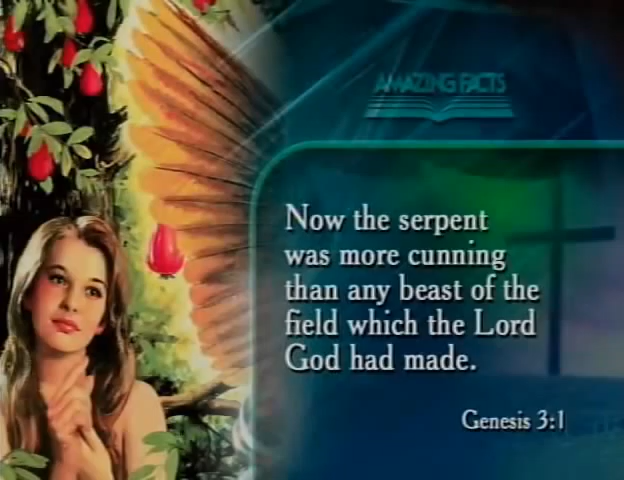 AMAZING FACTS
Now the serpent
was more cunning
than any beast of the
field which the Lord
God had made.
Genesis 3:1